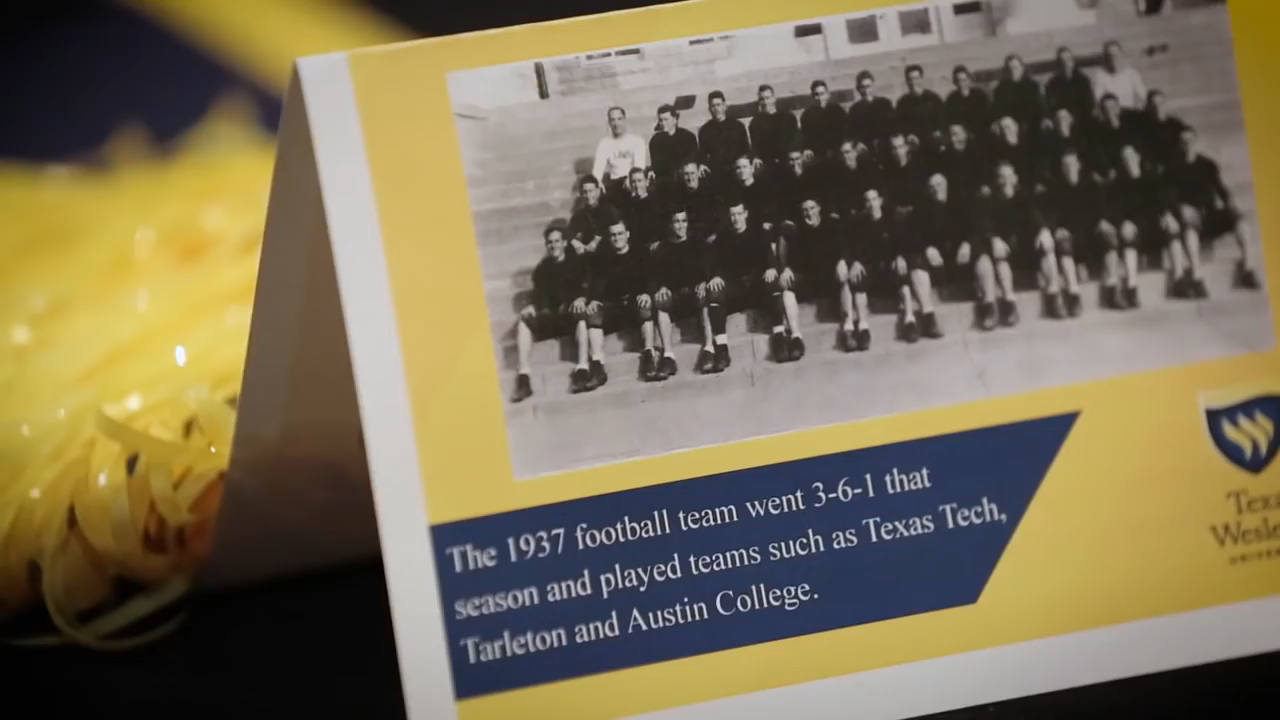 The 1937 football team went 3-6-1 that
season and played teams such as Texas Tech,
Tarleton and Austin College.